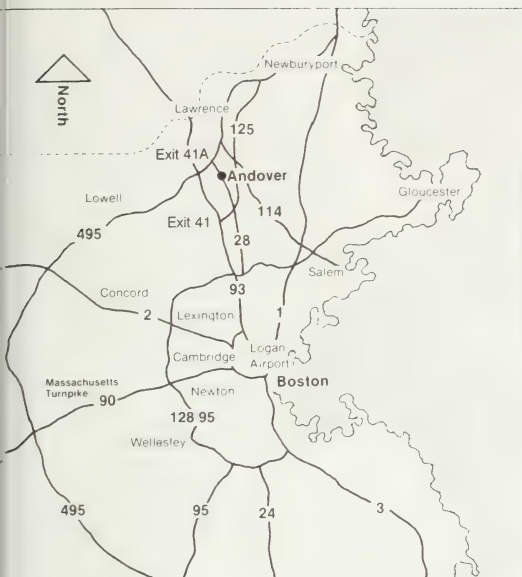 North
Newburyport
Lawrence
125
Exit 41A
Andover
Lowell
Gloucester
Exit 41
114
495
28
Salem
93
Concord
Lexington
1
2
Cambridge
Logan
Airport
Massachusetts
Turnpike
90
Newton
Boston
128 95
Wellesley
495
95
24
3